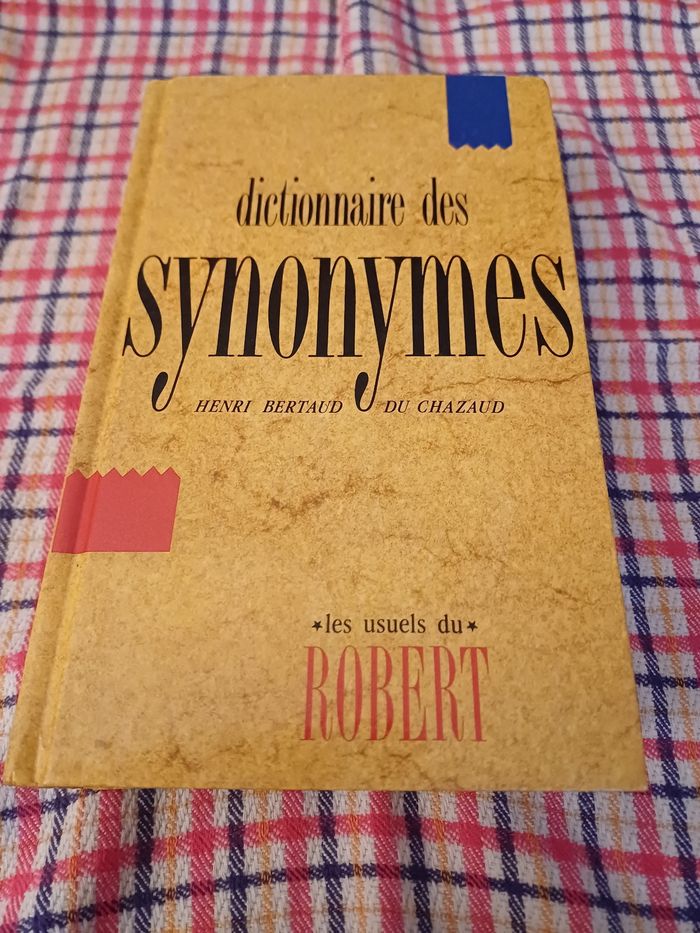 dictionnaire des
synonymes
HENRI BERTAUD DU CHAZAUD
★les usuels du★
ROBERT